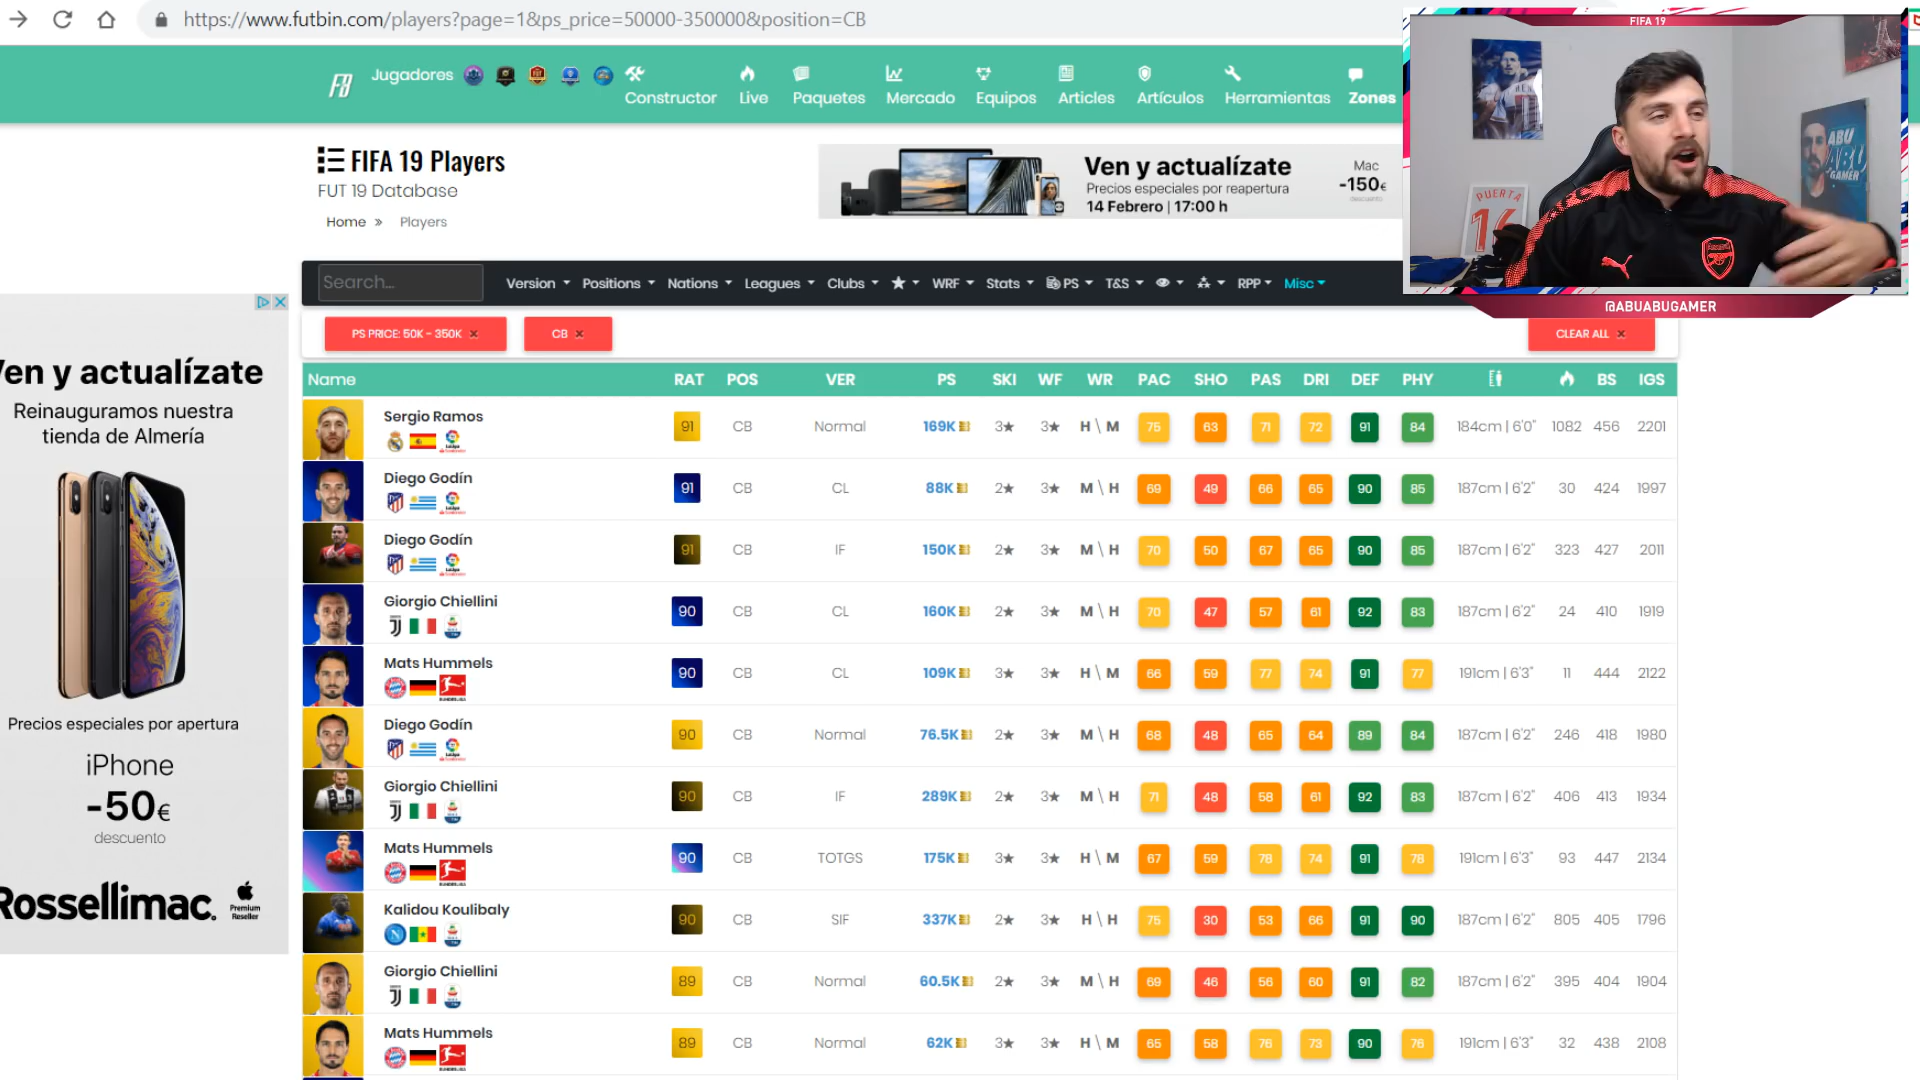 https://www.futbin.com/players?page=1&ps_price=50000-350000&position=CB
FIFA 19
Jugadores
Constructor Live Paquetes Mercado Equipos Articles Artículos Herramientas Zones
FIFA 19 Players
FUT 19 Database
Home » Players
Ven y actualízate
Precios especiales por reapertura
14 Febrero | 17:00 h
Mac
-150€
descuento
PUERTA
16
ABU
ABU
GAMER
@ABUABUGAMER
Search... Version Positions Nations Leagues Clubs ★ WRF Stats PS T&S RPP Misc
PS PRICE: 50K - 350K × CB × CLEAR ALL ×
Name RAT POS VER PS SKI WF WR PAC SHO PAS DRI DEF PHY BS IGS
Sergio Ramos 91 CB Normal 169K 3★ 3★ H \ M 75 63 71 72 91 84 184cm | 6'0" 1082 456 2201
Diego Godín 91 CB CL 88K 2★ 3★ M \ H 69 49 66 65 90 85 187cm | 6'2" 30 424 1997
Diego Godín 91 CB IF 150K 2★ 3★ M \ H 70 50 67 65 90 85 187cm | 6'2" 323 427 2011
Giorgio Chiellini 90 CB CL 160K 2★ 3★ M \ H 70 47 57 61 92 83 187cm | 6'2" 24 410 1919
Mats Hummels 90 CB CL 109K 3★ 3★ H \ M 66 59 77 74 91 77 191cm | 6'3" 11 444 2122
Diego Godín 90 CB Normal 76.5K 2★ 3★ M \ H 68 48 65 64 89 84 187cm | 6'2" 246 418 1980
Giorgio Chiellini 90 CB IF 289K 2★ 3★ M \ H 71 48 58 61 92 83 187cm | 6'2" 406 413 1934
Mats Hummels 90 CB TOTGS 175K 3★ 3★ H \ M 67 59 78 74 91 78 191cm | 6'3" 93 447 2134
Kalidou Koulibaly 90 CB SIF 337K 2★ 3★ H \ H 75 30 53 66 91 90 187cm | 6'2" 805 405 1796
Giorgio Chiellini 89 CB Normal 60.5K 2★ 3★ M \ H 69 46 56 60 91 82 187cm | 6'2" 395 404 1904
Mats Hummels 89 CB Normal 62K 3★ 3★ H \ M 65 58 76 73 90 76 191cm | 6'3" 32 438 2108
Ven y actualízate
Reinauguramos nuestra
tienda de Almería
Precios especiales por apertura
iPhone
-50€
descuento
Rossellimac.
Premium
Reseller